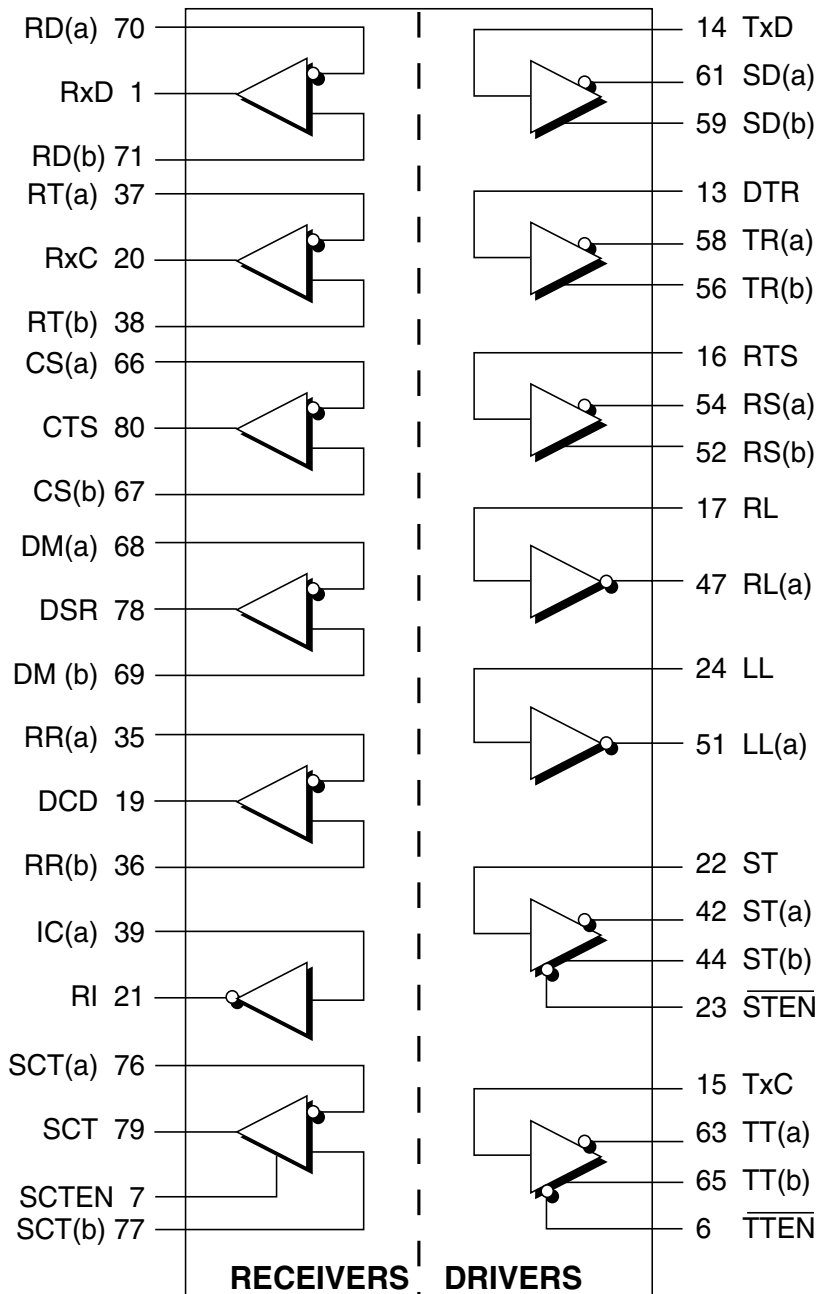 RD(a) 70
RxD 1
RD(b) 71
RT(a) 37
RxC 20
RT(b) 38
CS(a) 66
CTS 80
CS(b) 67
DM(a) 68
DSR 78
DM (b) 69
RR(a) 35
DCD 19
RR(b) 36
IC(a) 39
RI 21
SCT(a) 76
SCT 79
SCTEN 7
SCT(b) 77
14 TxD
61 SD(a)
59 SD(b)
13 DTR
58 TR(a)
56 TR(b)
16 RTS
54 RS(a)
52 RS(b)
17 RL
47 RL(a)
24 LL
51 LL(a)
22 ST
42 ST(a)
44 ST(b)
23 S̅T̅E̅N̅
15 TxC
63 TT(a)
65 TT(b)
6 T̅T̅E̅N̅
RECEIVERS DRIVERS